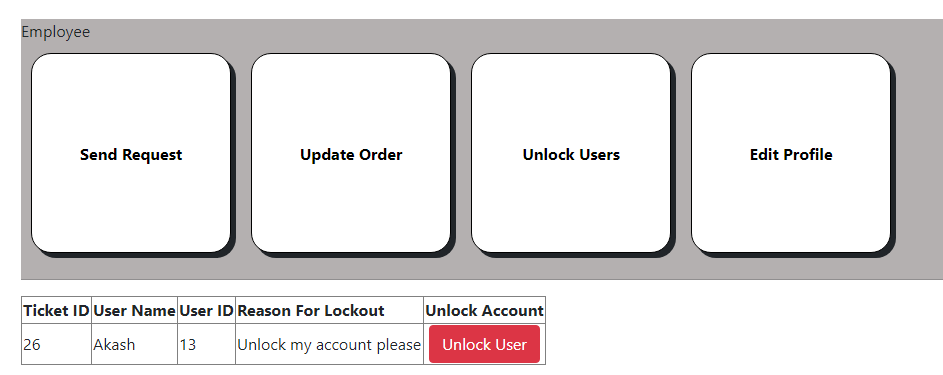 Employee
Send Request Update Order Unlock Users Edit Profile
Ticket ID User Name User ID Reason For Lockout Unlock Account
26 Akash 13 Unlock my account please Unlock User